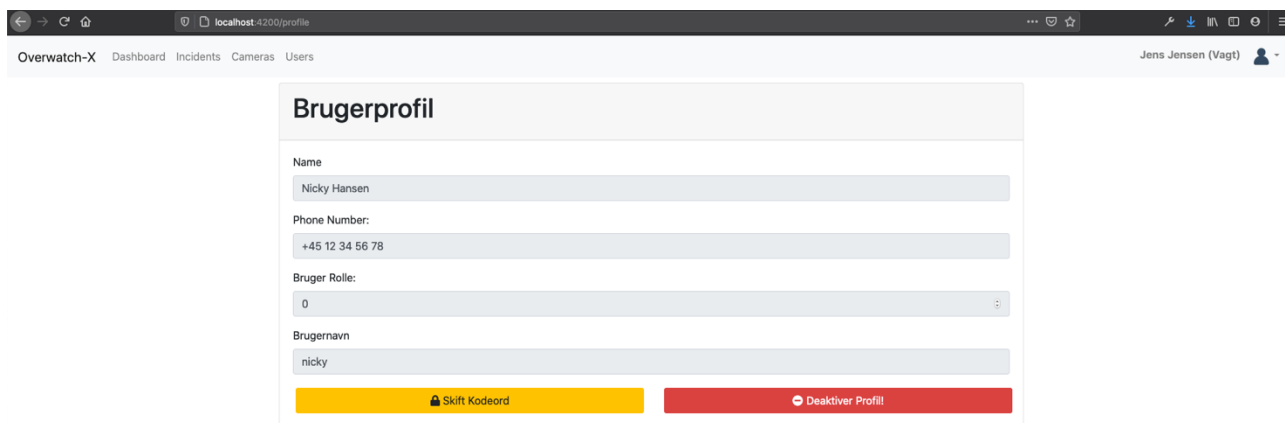 localhost:4200/profile
Overwatch-X Dashboard Incidents Cameras Users Jens Jensen (Vagt)
Brugerprofil
Name
Nicky Hansen
Phone Number:
+45 12 34 56 78
Bruger Rolle:
0
Brugernavn
nicky
Skift Kodeord Deaktiver Profil!